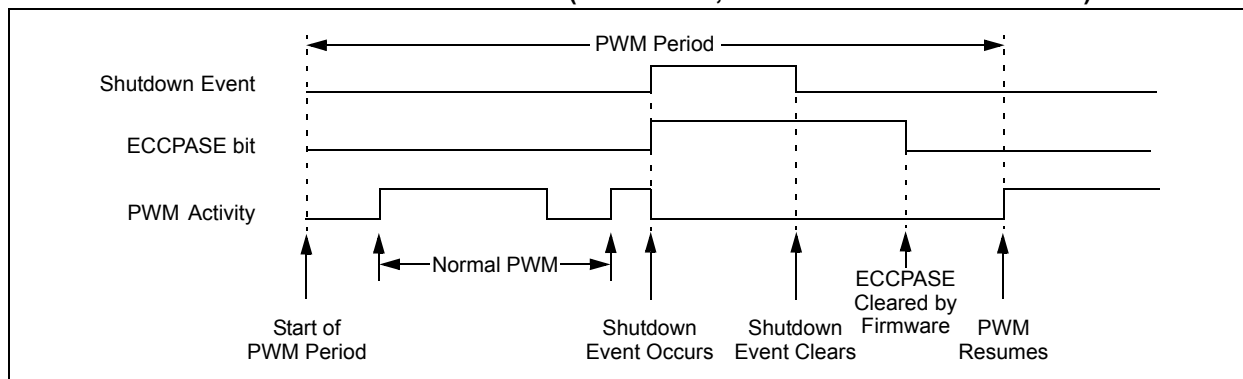 PWM Period
Shutdown Event
ECCPASE bit
PWM Activity
Normal PWM
Start of
PWM Period
Shutdown
Event Occurs
Shutdown
Event Clears
ECCPASE
Cleared by
Firmware
PWM
Resumes